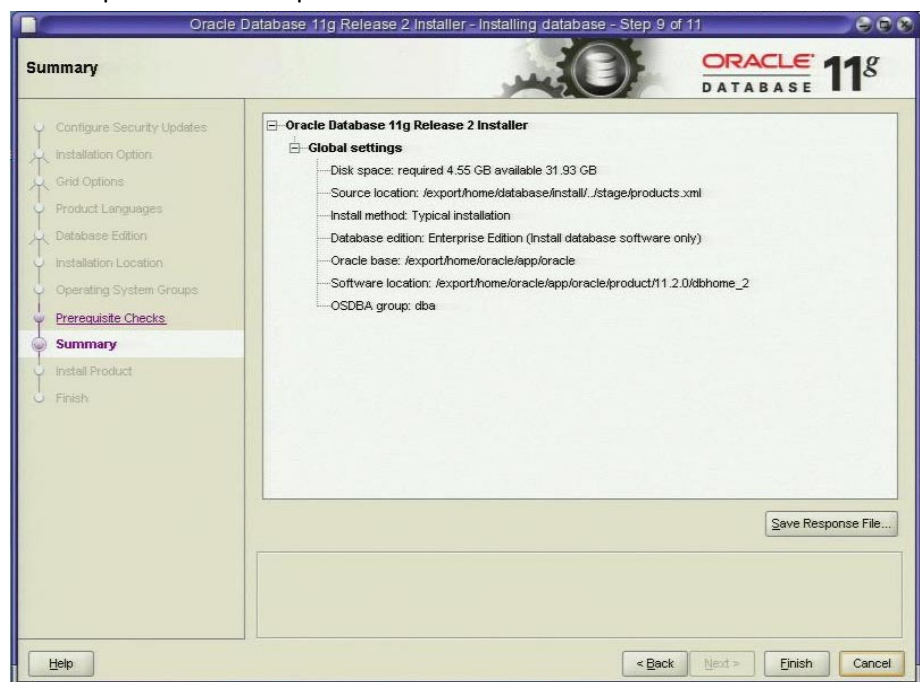 Oracle Database 11g Release 2 Installer - Installing database - Step 9 of 11
Summary
ORACLE
DATABASE
11g
Configure Security Updates
Installation Option
Grid Options
Product Languages
Database Edition
Installation Location
Operating System Groups
Prerequisite Checks
Summary
Install Product
Finish
Oracle Database 11g Release 2 Installer
Global settings
Disk space: required 4.55 GB available 31.93 GB
Source location: /export/home/database/install/../stage/products.xml
Install method: Typical installation
Database edition: Enterprise Edition (Install database software only)
Oracle base: /export/home/oracle/app/oracle
Software location: /export/home/oracle/app/oracle/product/11.2.0/dbhome_2
OSDBA group: dba
Save Response File...
Help
< Back
Next >
Finish
Cancel